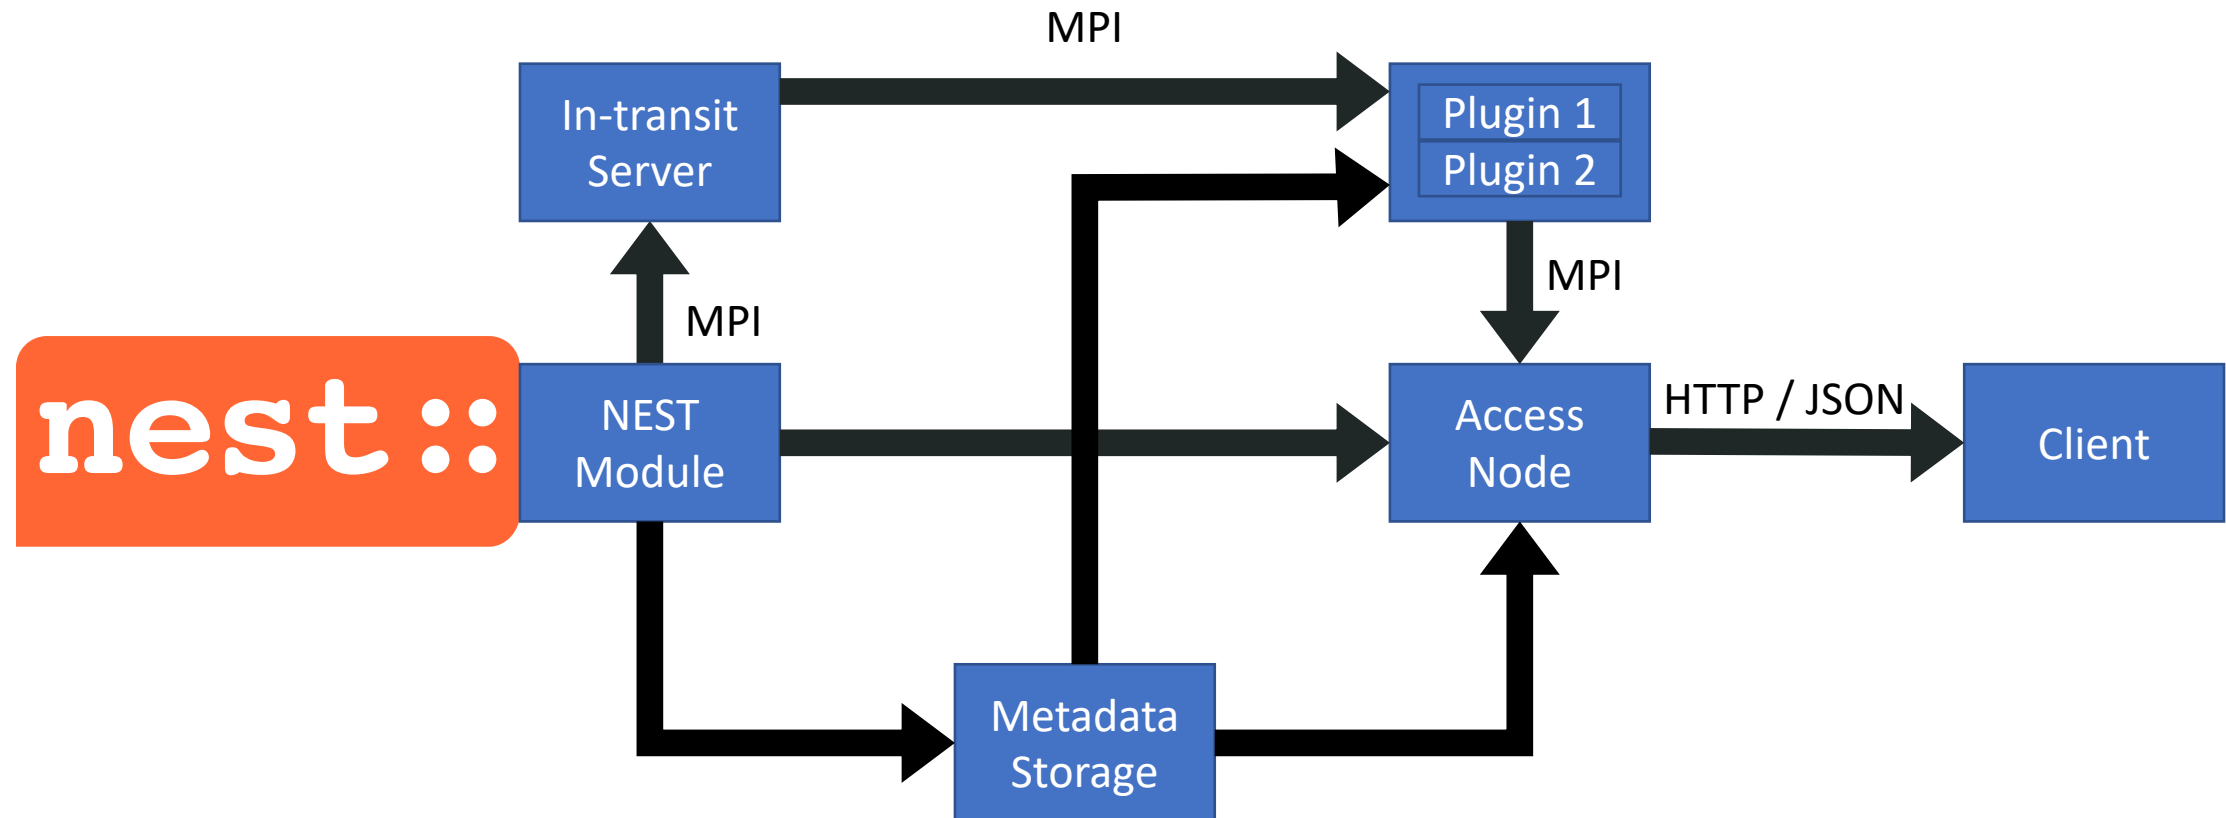 MPI
In-transit
Server
Plugin 1
Plugin 2
MPI
MPI
nest::
NEST
Module
Access
Node
HTTP / JSON
Client
Metadata
Storage